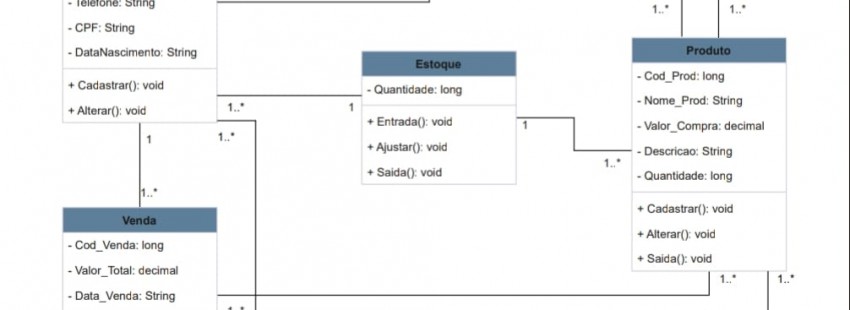 - Telefone: String
- CPF: String
- DataNascimento: String
+ Cadastrar(): void
+ Alterar(): void
1..*
1..*
1
1..*
Venda
- Cod_Venda: long
- Valor_Total: decimal
- Data_Venda: String
1..*
Estoque
- Quantidade: long
+ Entrada(): void
+ Ajustar(): void
+ Saida(): void
1
1
1..*
1..*
1..*
Produto
- Cod_Prod: long
- Nome_Prod: String
- Valor_Compra: decimal
- Descricao: String
- Quantidade: long
+ Cadastrar(): void
+ Alterar(): void
+ Saida(): void
1..*
1..*